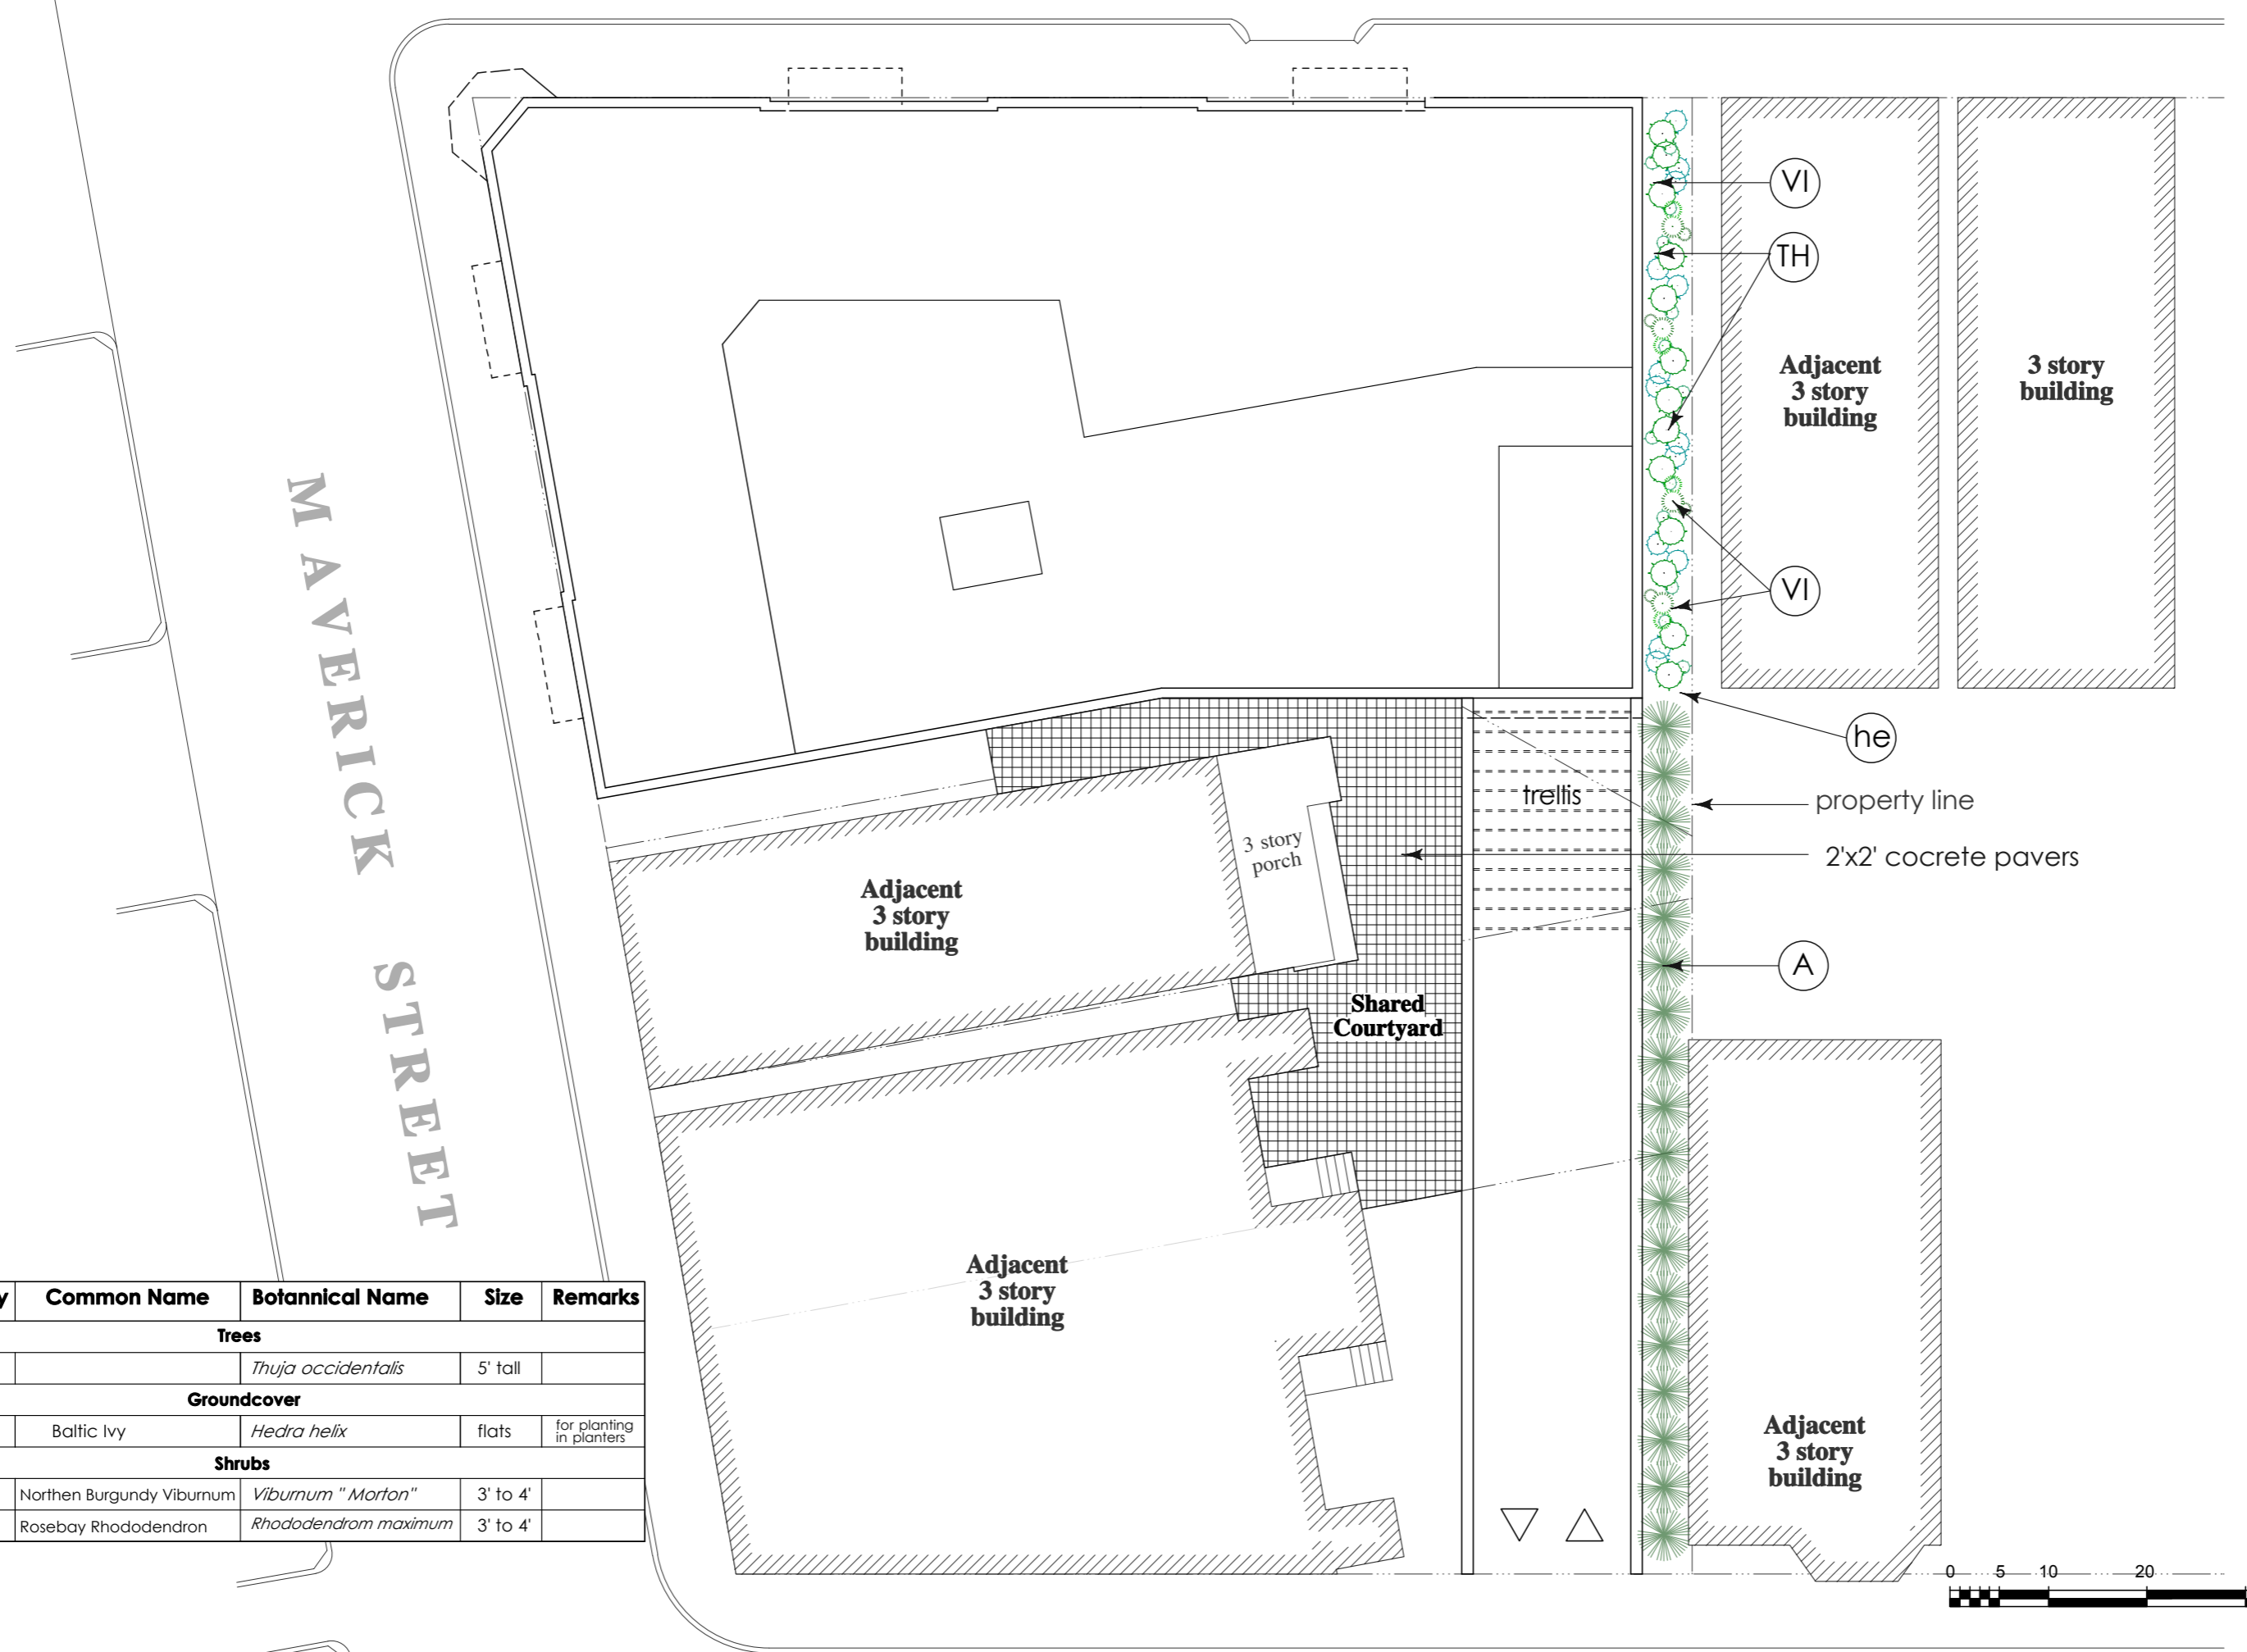 VI
TH
Adjacent
3 story
building
3 story
building
MAVERICK STREET
VI
he
trellis
property line
3 story
porch
2'x2' cocrete pavers
Adjacent
3 story
building
A
Shared
Courtyard
Adjacent
3 story
building
y Common Name Botannical Name Size Remarks
Trees
Thuja occidentalis 5' tall
Groundcover
Baltic Ivy Hedra helix flats for planting
in planters
Shrubs
Northen Burgundy Viburnum Viburnum " Morton" 3' to 4'
Rosebay Rhododendron Rhododendrom maximum 3' to 4'
Adjacent
3 story
building
0 5 10 20